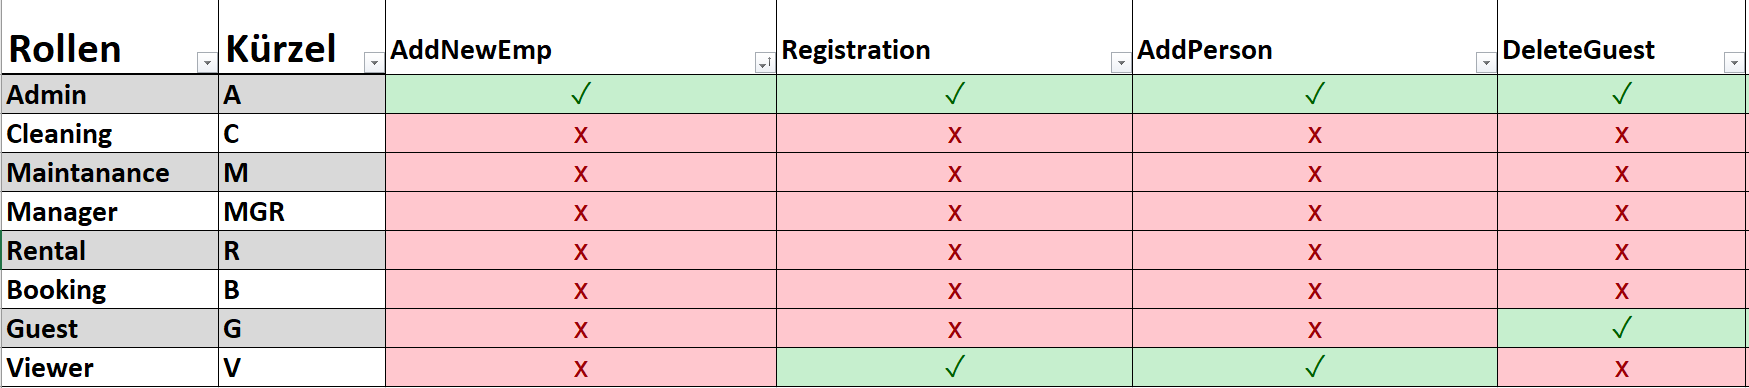 Rollen Kürzel AddNewEmp Registration AddPerson DeleteGuest
Admin A ✓ ✓ ✓ ✓
Cleaning C x x x x
Maintanance M x x x x
Manager MGR x x x x
Rental R x x x x
Booking B x x x x
Guest G x x x ✓
Viewer V x ✓ ✓ x